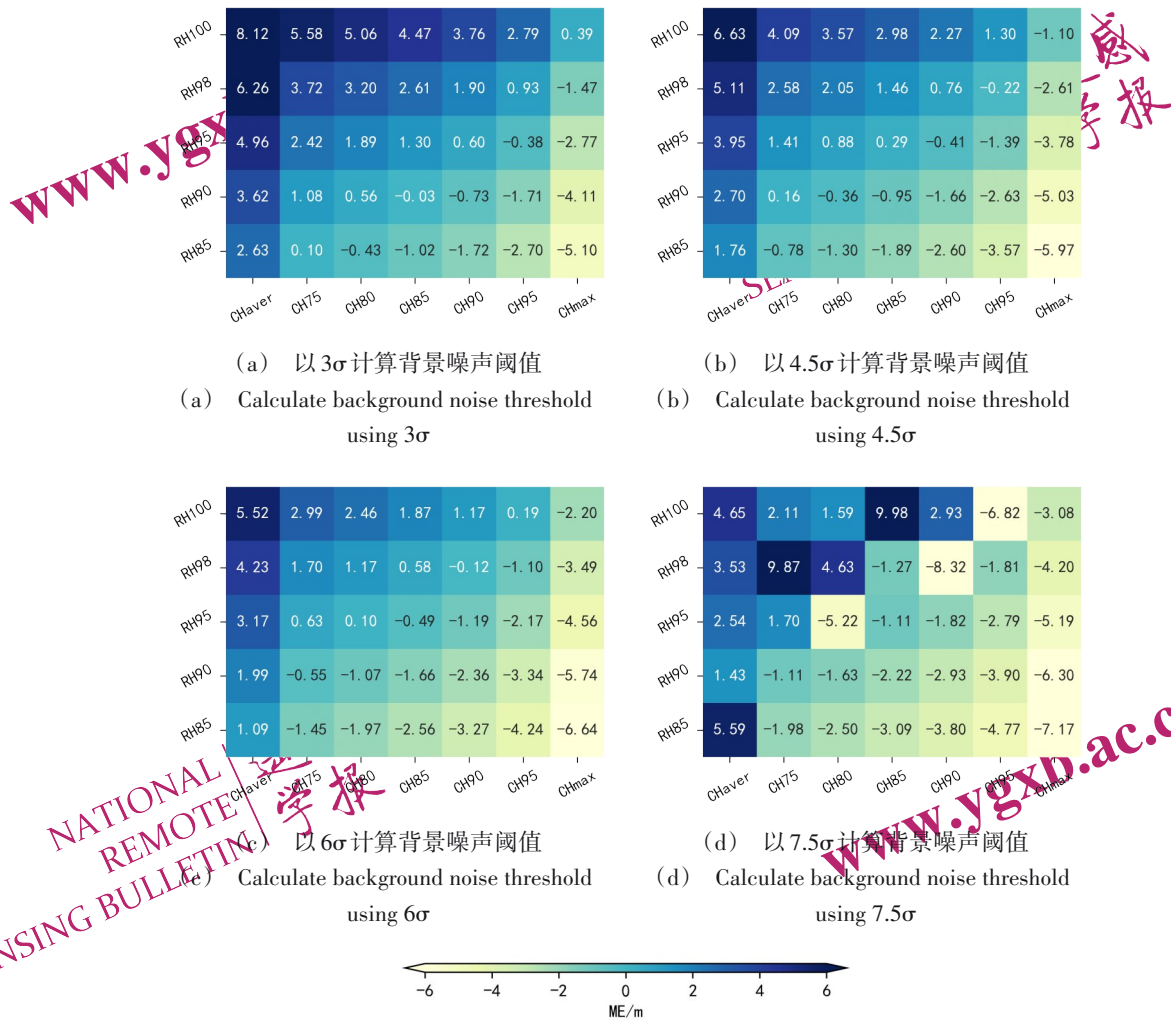 RH100 8.12 5.58 5.06 4.47 3.76 2.79 0.39
RH98 6.26 3.72 3.20 2.61 1.90 0.93 -1.47
RH95 4.96 2.42 1.89 1.30 0.60 -0.38 -2.77
RH90 3.62 1.08 0.56 -0.03 -0.73 -1.71 -4.11
RH85 2.63 0.10 -0.43 -1.02 -1.72 -2.70 -5.10
CHaver CH75 CH80 CH85 CH90 CH95 CHmax
(a) 以3σ计算背景噪声阈值
(a) Calculate background noise threshold
using 3σ
RH100 6.63 4.09 3.57 2.98 2.27 1.30 -1.10
RH98 5.11 2.58 2.05 1.46 0.76 -0.22 -2.61
RH95 3.95 1.41 0.88 0.29 -0.41 -1.39 -3.78
RH90 2.70 0.16 -0.36 -0.95 -1.66 -2.63 -5.03
RH85 1.76 -0.78 -1.30 -1.89 -2.60 -3.57 -5.97
CHaver CH75 CH80 CH85 CH90 CH95 CHmax
(b) 以4.5σ计算背景噪声阈值
(b) Calculate background noise threshold
using 4.5σ
RH100 5.52 2.99 2.46 1.87 1.17 0.19 -2.20
RH98 4.23 1.70 1.17 0.58 -0.12 -1.10 -3.49
RH95 3.17 0.63 0.10 -0.49 -1.19 -2.17 -4.56
RH90 1.99 -0.55 -1.07 -1.66 -2.36 -3.34 -5.74
RH85 1.09 -1.45 -1.97 -2.56 -3.27 -4.24 -6.64
CHaver CH75 CH80 CH85 CH90 CH95 CHmax
(c) 以6σ计算背景噪声阈值
(c) Calculate background noise threshold
using 6σ
RH100 4.65 2.11 1.59 9.98 2.93 -6.82 -3.08
RH98 3.53 9.87 4.63 -1.27 -8.32 -1.81 -4.20
RH95 2.54 1.70 -5.22 -1.11 -1.82 -2.79 -5.19
RH90 1.43 -1.11 -1.63 -2.22 -2.93 -3.90 -6.30
RH85 5.59 -1.98 -2.50 -3.09 -3.80 -4.77 -7.17
CHaver CH75 CH80 CH85 CH90 CH95 CHmax
(d) 以7.5σ计算背景噪声阈值
(d) Calculate background noise threshold
using 7.5σ
-6 -4 -2 0 2 4 6
ME/m
www.ygx
感
学报
NATIONAL
REMOTE
NSING BULLETIN
学报
www.ygxb.ac.c